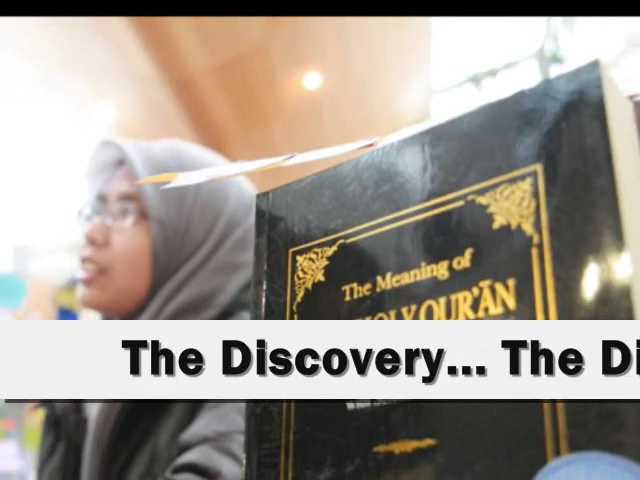 The Meaning of
HOLY QUR'ĀN
The Discovery... The Di